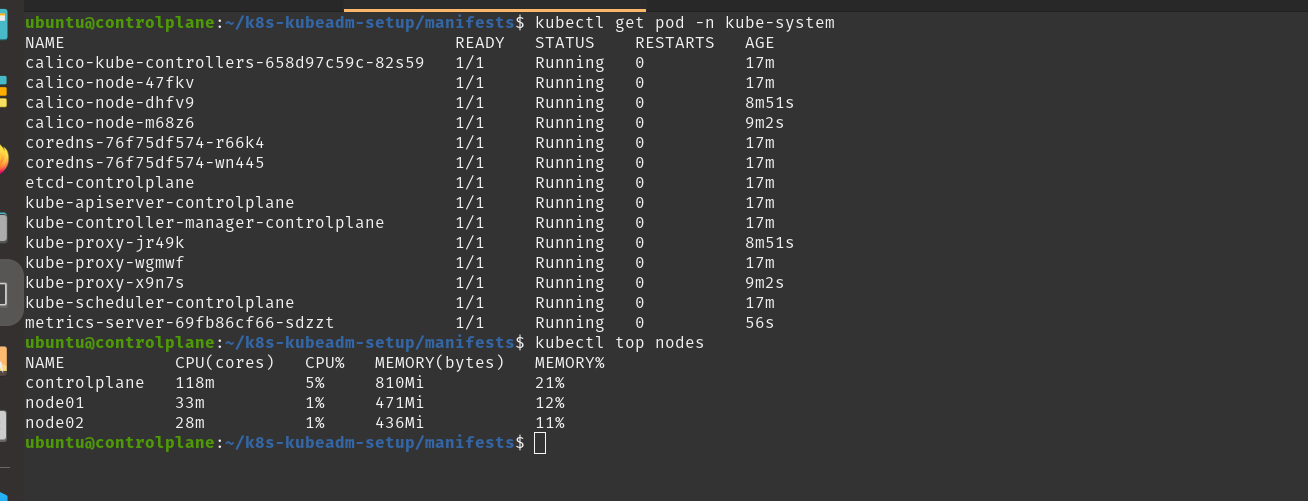 ubuntu@controlplane:~/k8s-kubeadm-setup/manifests$ kubectl get pod -n kube-system
NAME READY STATUS RESTARTS AGE
calico-kube-controllers-658d97c59c-82s59 1/1 Running 0 17m
calico-node-47fkv 1/1 Running 0 17m
calico-node-dhfv9 1/1 Running 0 8m51s
calico-node-m68z6 1/1 Running 0 9m2s
coredns-76f75df574-r66k4 1/1 Running 0 17m
coredns-76f75df574-wn445 1/1 Running 0 17m
etcd-controlplane 1/1 Running 0 17m
kube-apiserver-controlplane 1/1 Running 0 17m
kube-controller-manager-controlplane 1/1 Running 0 17m
kube-proxy-jr49k 1/1 Running 0 8m51s
kube-proxy-wgmwf 1/1 Running 0 17m
kube-proxy-x9n7s 1/1 Running 0 9m2s
kube-scheduler-controlplane 1/1 Running 0 17m
metrics-server-69fb86cf66-sdzzt 1/1 Running 0 56s
ubuntu@controlplane:~/k8s-kubeadm-setup/manifests$ kubectl top nodes
NAME CPU(cores) CPU% MEMORY(bytes) MEMORY%
controlplane 118m 5% 810Mi 21%
node01 33m 1% 471Mi 12%
node02 28m 1% 436Mi 11%
ubuntu@controlplane:~/k8s-kubeadm-setup/manifests$